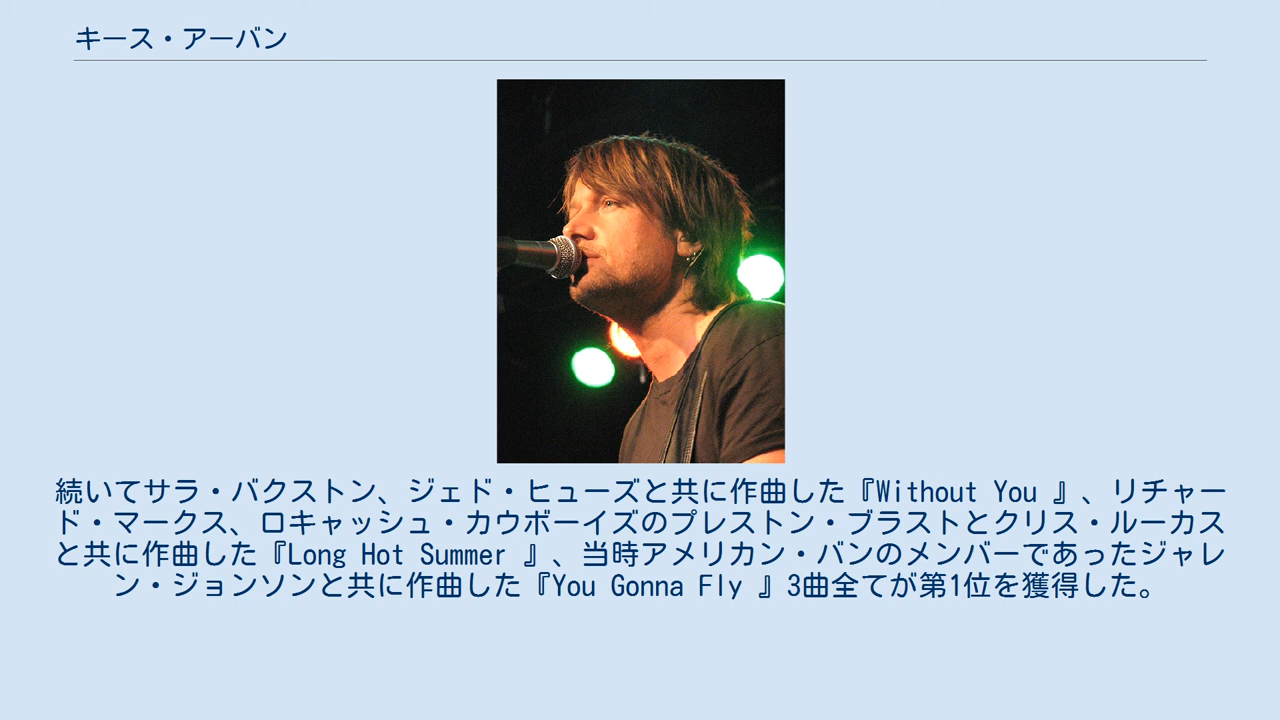 キース・アーバン
続いてサラ・バクストン、ジェド・ヒューズと共に作曲した『Without You 』、リチャー
ド・マークス、ロキャッシュ・カウボーイズのプレストン・ブラストとクリス・ルーカス
と共に作曲した『Long Hot Summer 』、当時アメリカン・バンのメンバーであったジャレ
ン・ジョンソンと共に作曲した『You Gonna Fly 』3曲全てが第1位を獲得した。